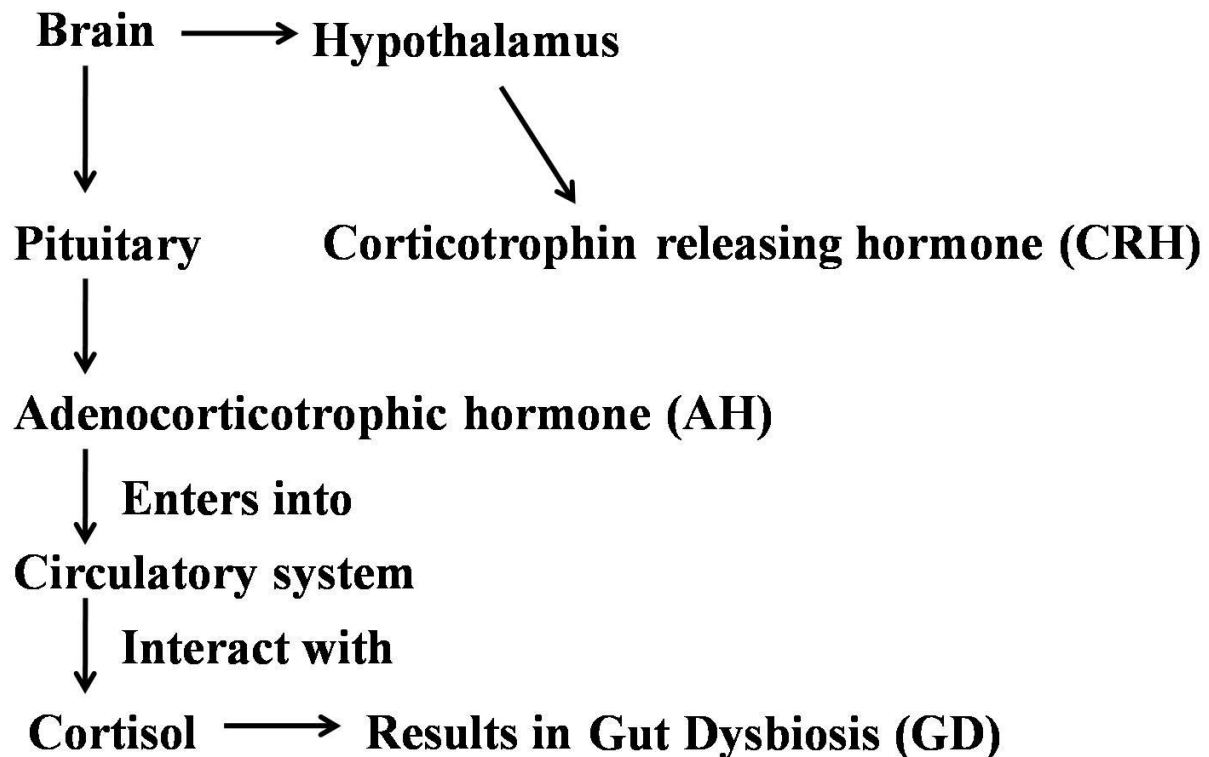 Brain
Hypothalamus
Pituitary
Corticotrophin releasing hormone (CRH)
Adenocorticotrophic hormone (AH)
Enters into
Circulatory system
Interact with
Cortisol
Results in Gut Dysbiosis (GD)